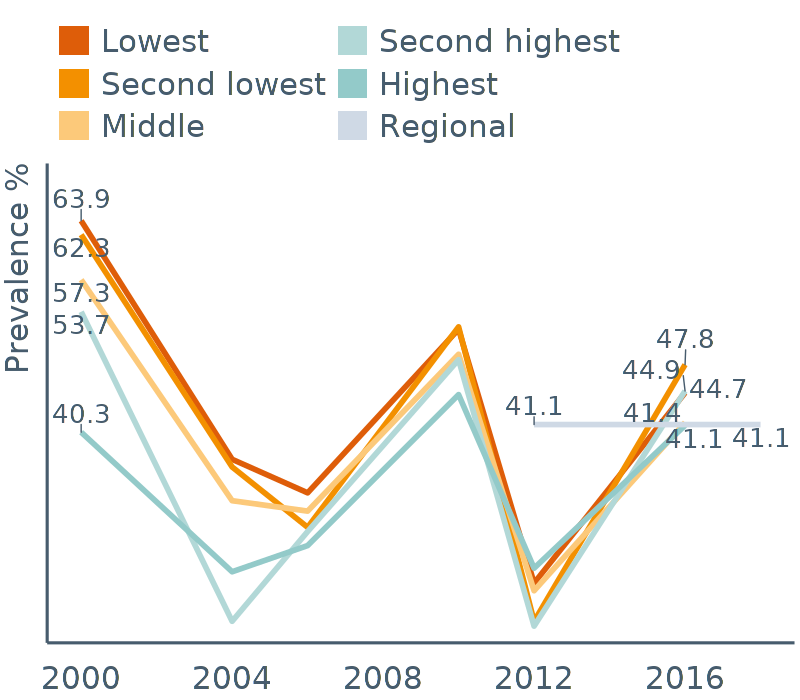 Lowest Second highest
Second lowest Highest
Middle Regional
Prevalence %
63.9
62.3
57.3
53.7
40.3
47.8
44.9
44.7
41.1
41.4
41.1
41.1
2000 2004 2008 2012 2016